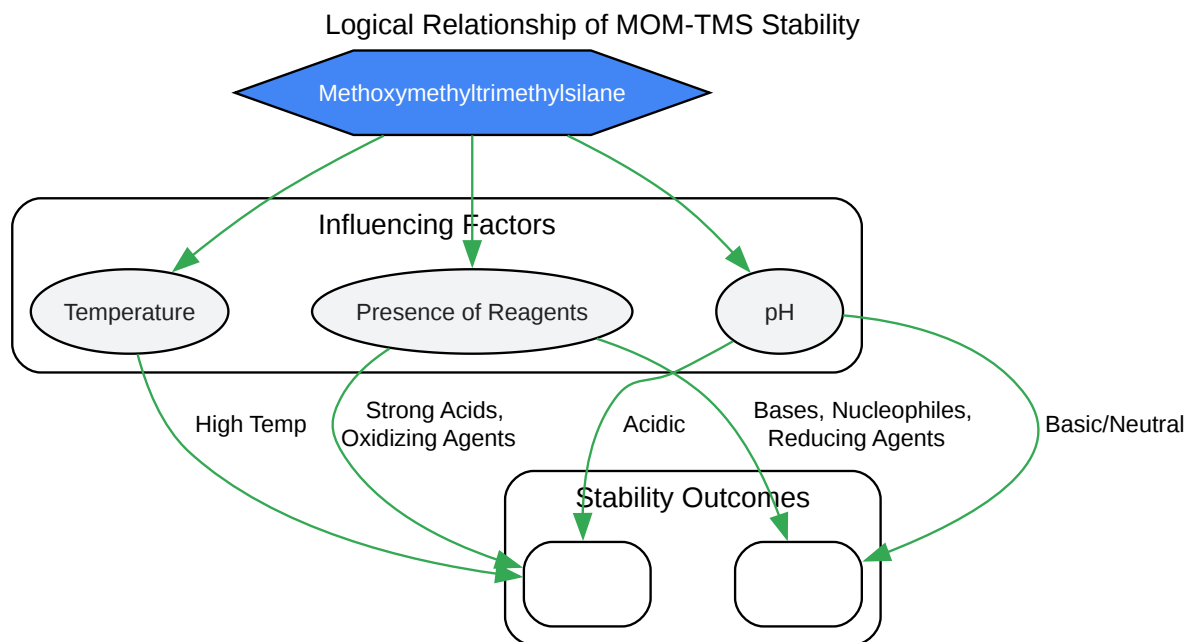 Logical Relationship of MOM-TMS Stability
Methoxymethyltrimethylsilane
Influencing Factors
Temperature
Presence of Reagents
pH
High Temp
Strong Acids,
Oxidizing Agents
Acidic
Bases, Nucleophiles,
Reducing Agents
Basic/Neutral
Stability Outcomes